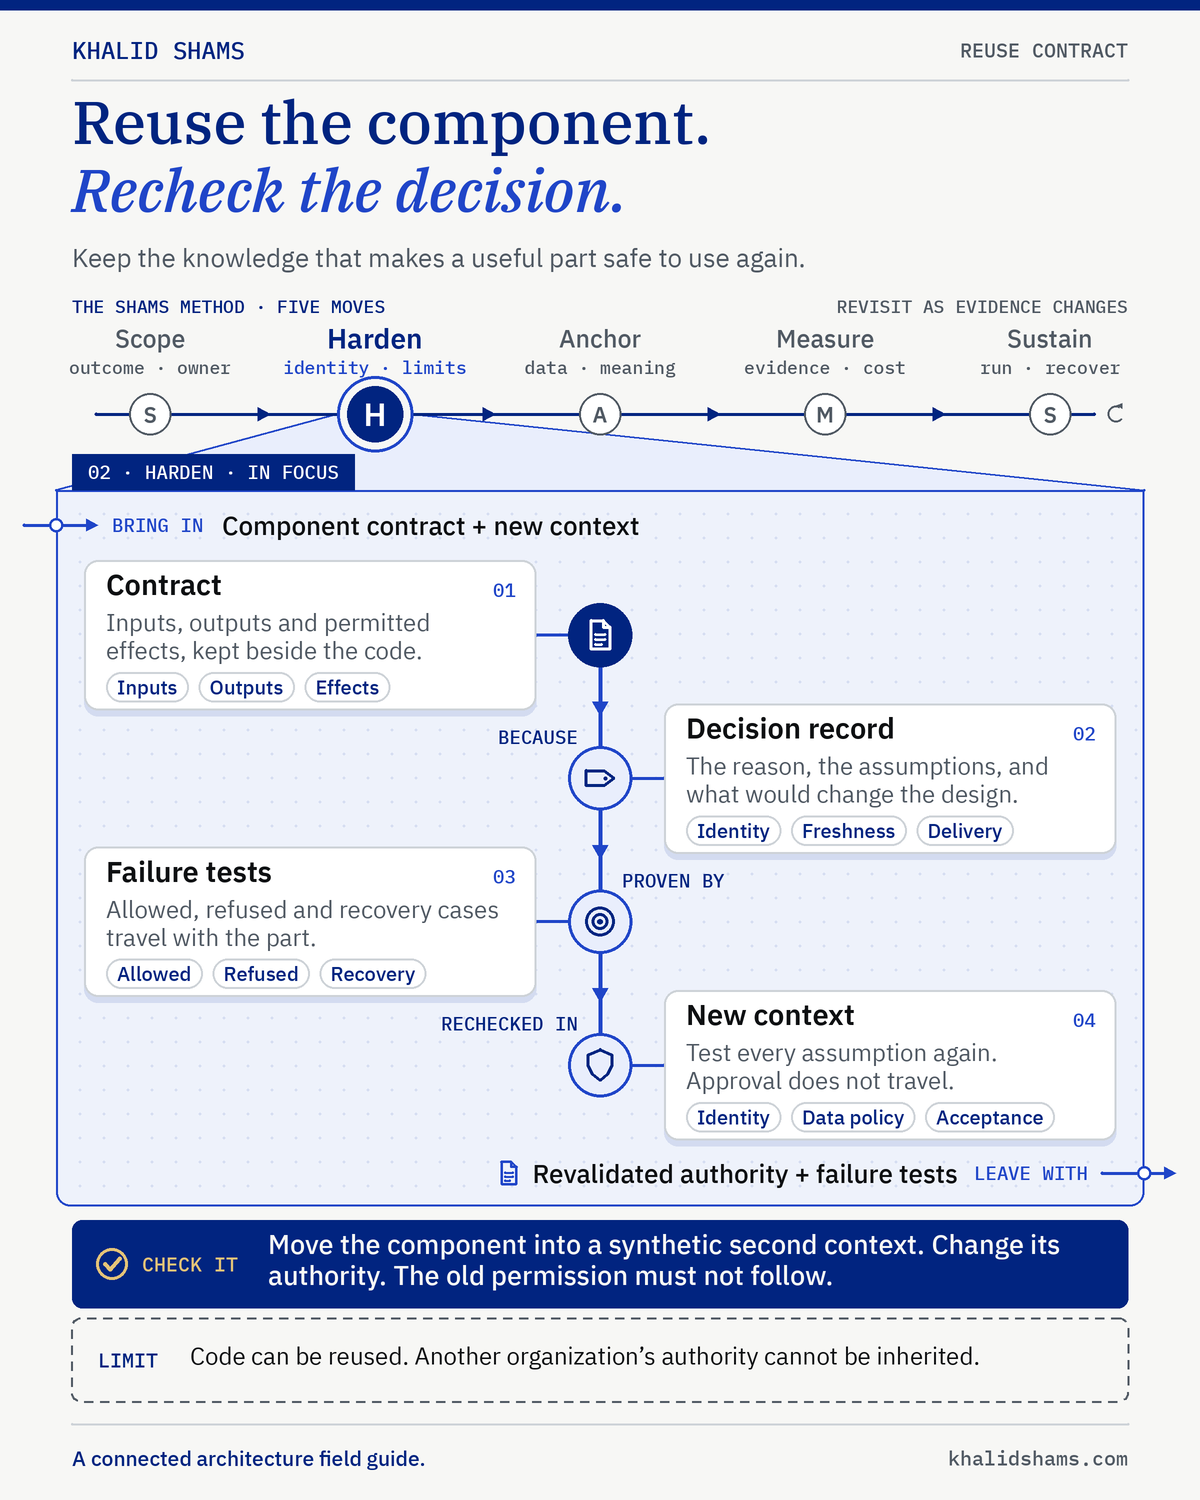 KHALID SHAMS
REUSE CONTRACT
Reuse the component.
Recheck the decision.
Keep the knowledge that makes a useful part safe to use again.
THE SHAMS METHOD · FIVE MOVES
REVISIT AS EVIDENCE CHANGES
Scope
Harden
Anchor
Measure
Sustain
outcome · owner
identity · limits
data · meaning
evidence · cost
run · recover
S
H
A
M
S
02 · HARDEN · IN FOCUS
BRING IN
Component contract + new context
Contract
01
Inputs, outputs and permitted
effects, kept beside the code.
Inputs
Outputs
Effects
BECAUSE
Decision record
02
The reason, the assumptions, and
what would change the design.
Identity
Freshness
Delivery
Failure tests
03
Allowed, refused and recovery cases
travel with the part.
Allowed
Refused
Recovery
PROVEN BY
RECHECKED IN
New context
04
Test every assumption again.
Approval does not travel.
Identity
Data policy
Acceptance
Revalidated authority + failure tests
LEAVE WITH
CHECK IT
Move the component into a synthetic second context. Change its
authority. The old permission must not follow.
LIMIT
Code can be reused. Another organization’s authority cannot be inherited.
A connected architecture field guide.
khalidshams.com